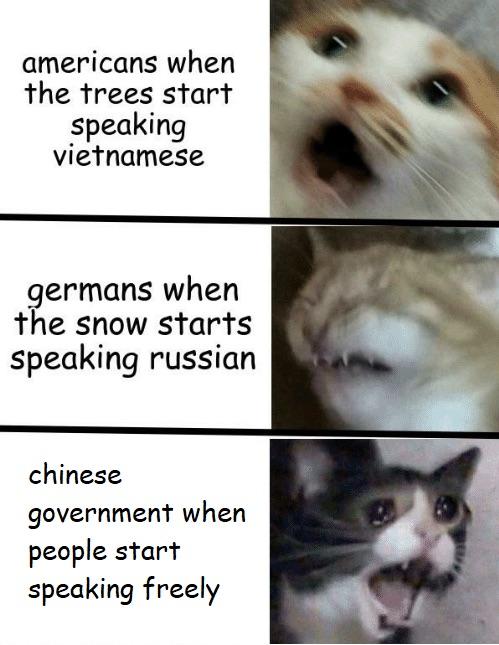 americans when
the trees start
speaking
vietnamese
germans when
the snow starts
speaking russian
chinese
government when
people start
speaking freely